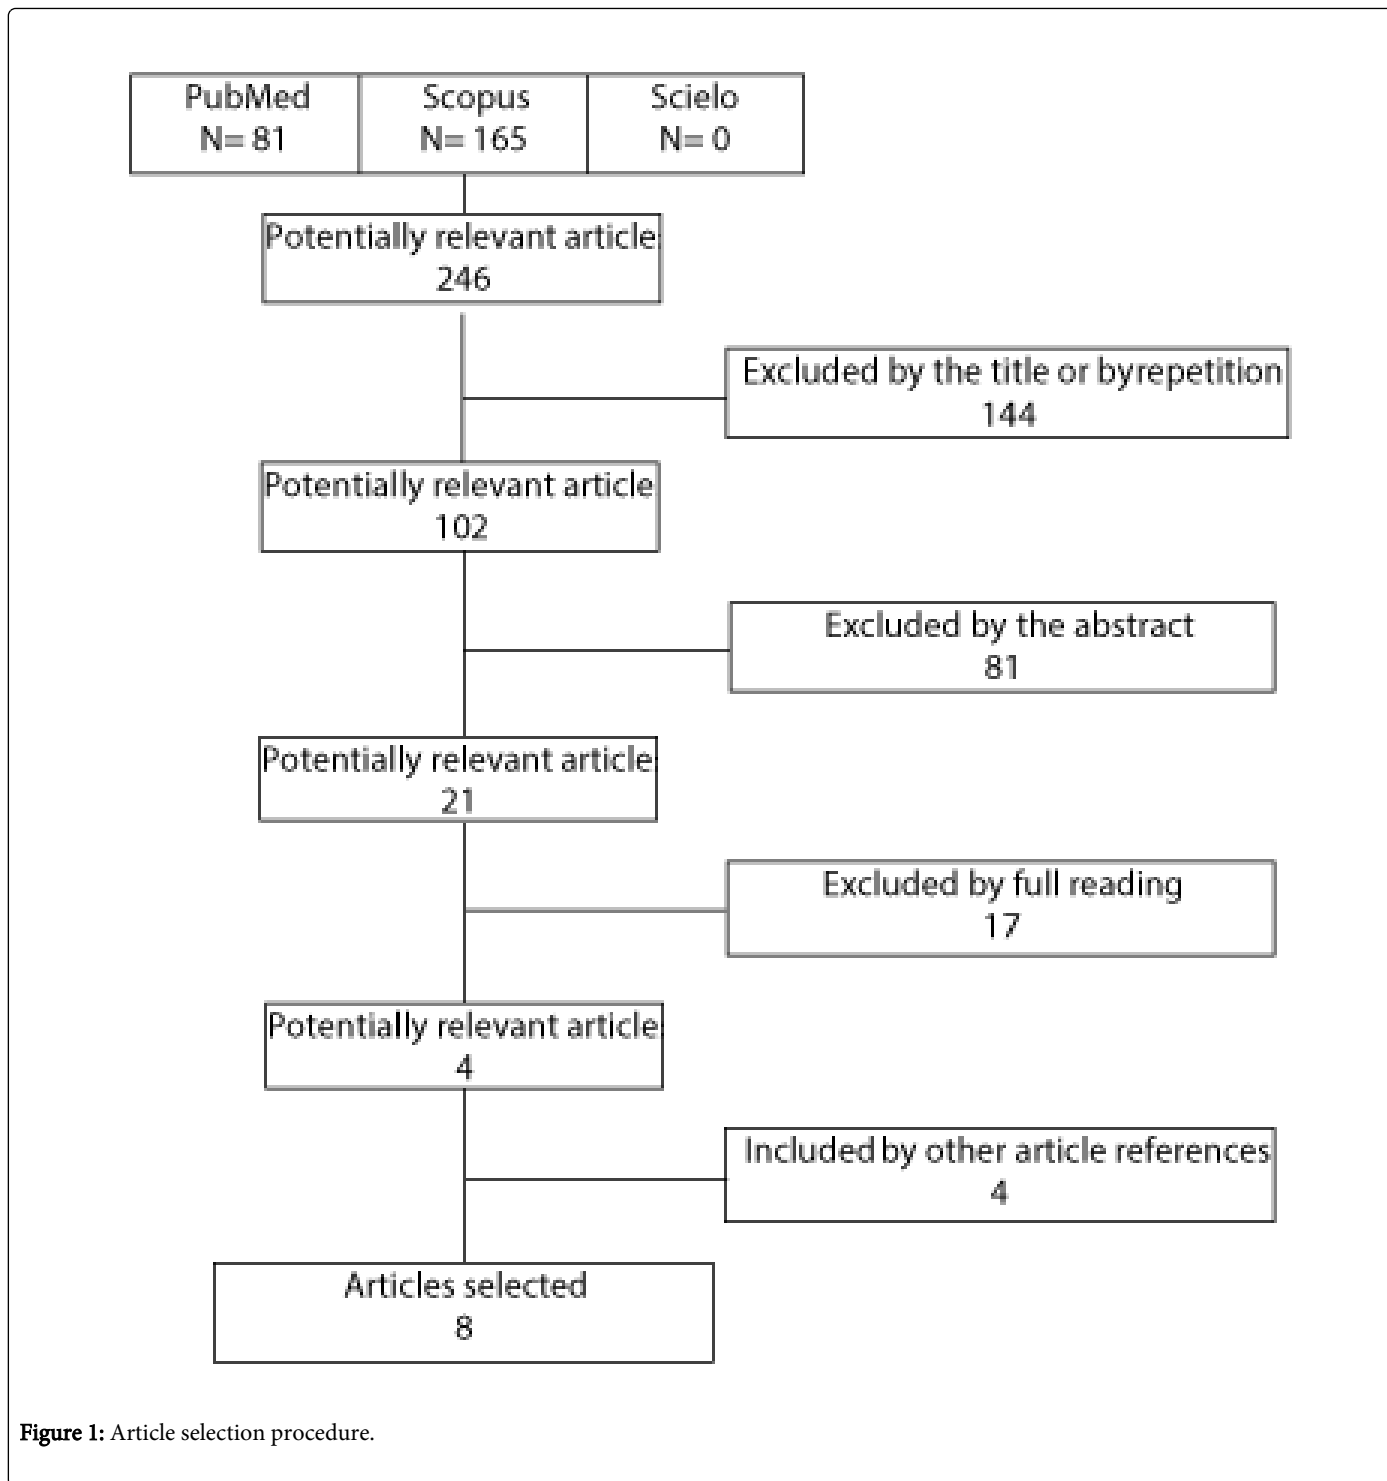 PubMed
N= 81
Scopus
N= 165
Scielo
N= 0
Potentially relevant article
246
Excluded by the title or byrepetition
144
Potentially relevant article
102
Excluded by the abstract
81
Potentially relevant article
21
Excluded by full reading
17
Potentially relevant article
4
Included by other article references
4
Articles selected
8
Figure 1: Article selection procedure.